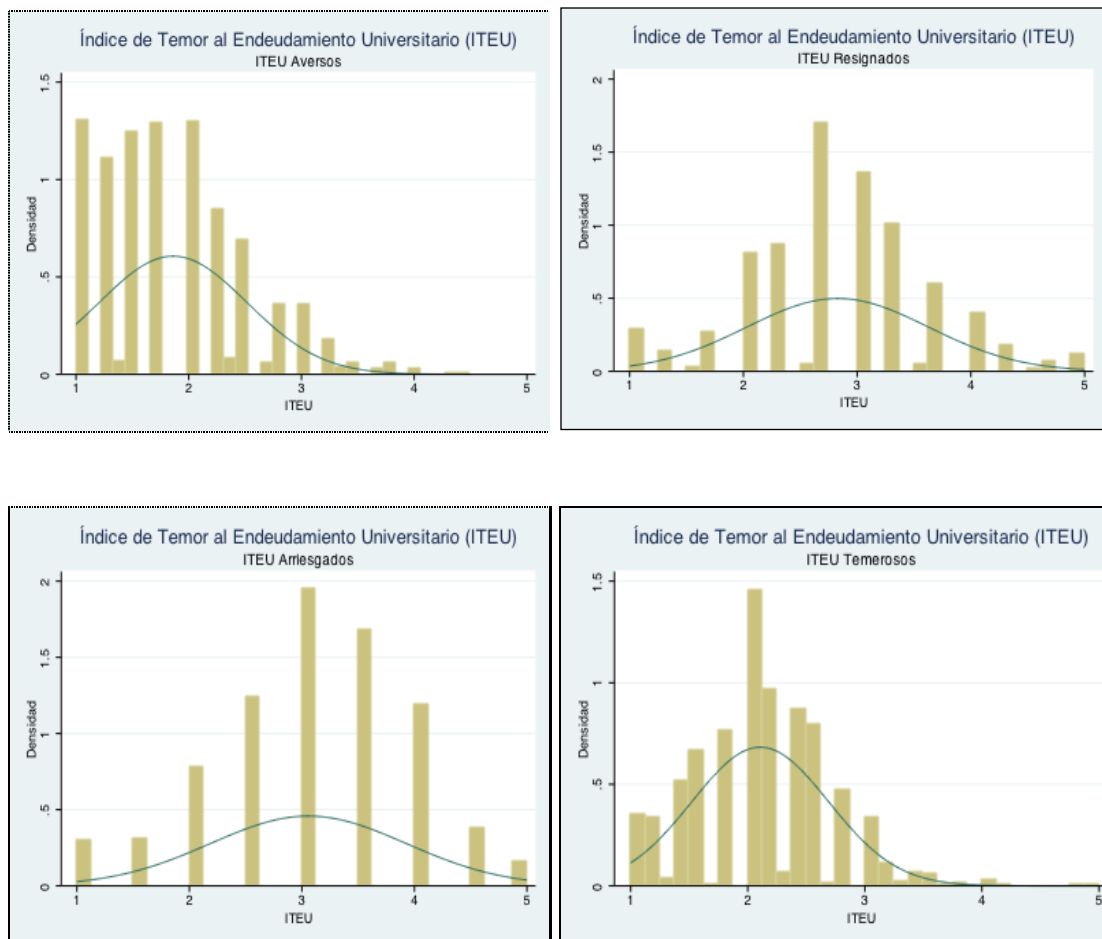 Índice de Temor al Endeudamiento Universitario (ITEU)
ITEU Aversos
Densidad
0 .5 1 1.5
1 2 3 4 5
ITEU
Índice de Temor al Endeudamiento Universitario (ITEU)
ITEU Resignados
Densidad
0 .5 1 1.5 2
1 2 3 4 5
ITEU
Índice de Temor al Endeudamiento Universitario (ITEU)
ITEU Arriesgados
Densidad
0 .5 1 1.5 2
1 2 3 4 5
ITEU
Índice de Temor al Endeudamiento Universitario (ITEU)
ITEU Temerosos
Densidad
0 .5 1 1.5
1 2 3 4 5
ITEU